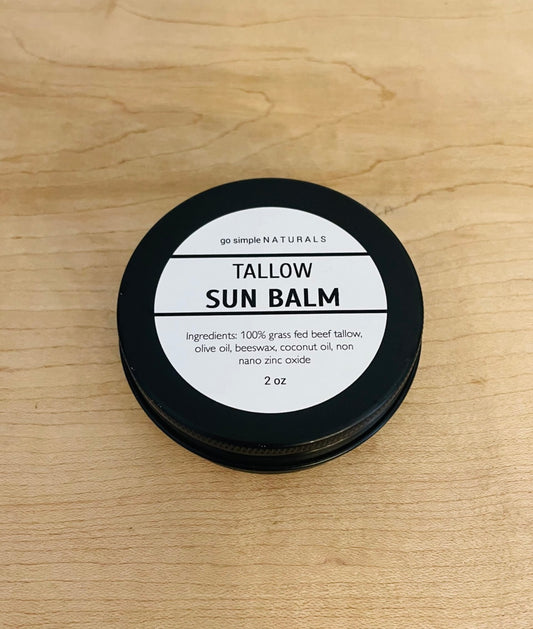 go simple NATURALS
TALLOW
SUN BALM
Ingredients: 100% grass fed beef tallow,
olive oil, beeswax, coconut oil, non
nano zinc oxide
2 oz